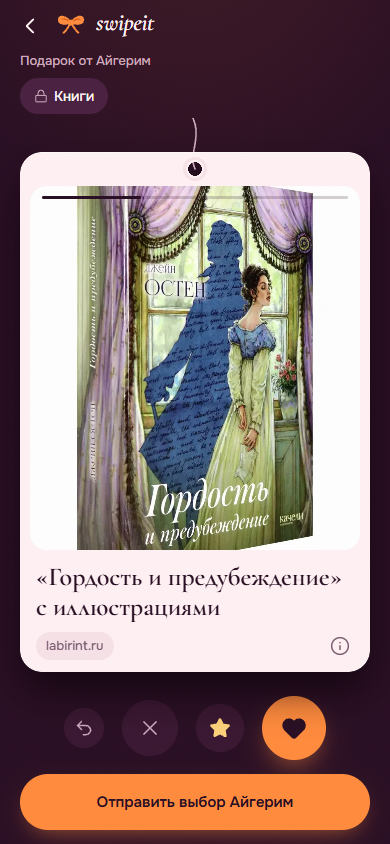 swipeit
Подарок от Айгерим
Книги
Гордость и предубеждение
Джейн
ОСТЕН
Гордость
и предубеждение
качели
«Гордость и предубеждение»
с иллюстрациями
labirint.ru
Отправить выбор Айгерим